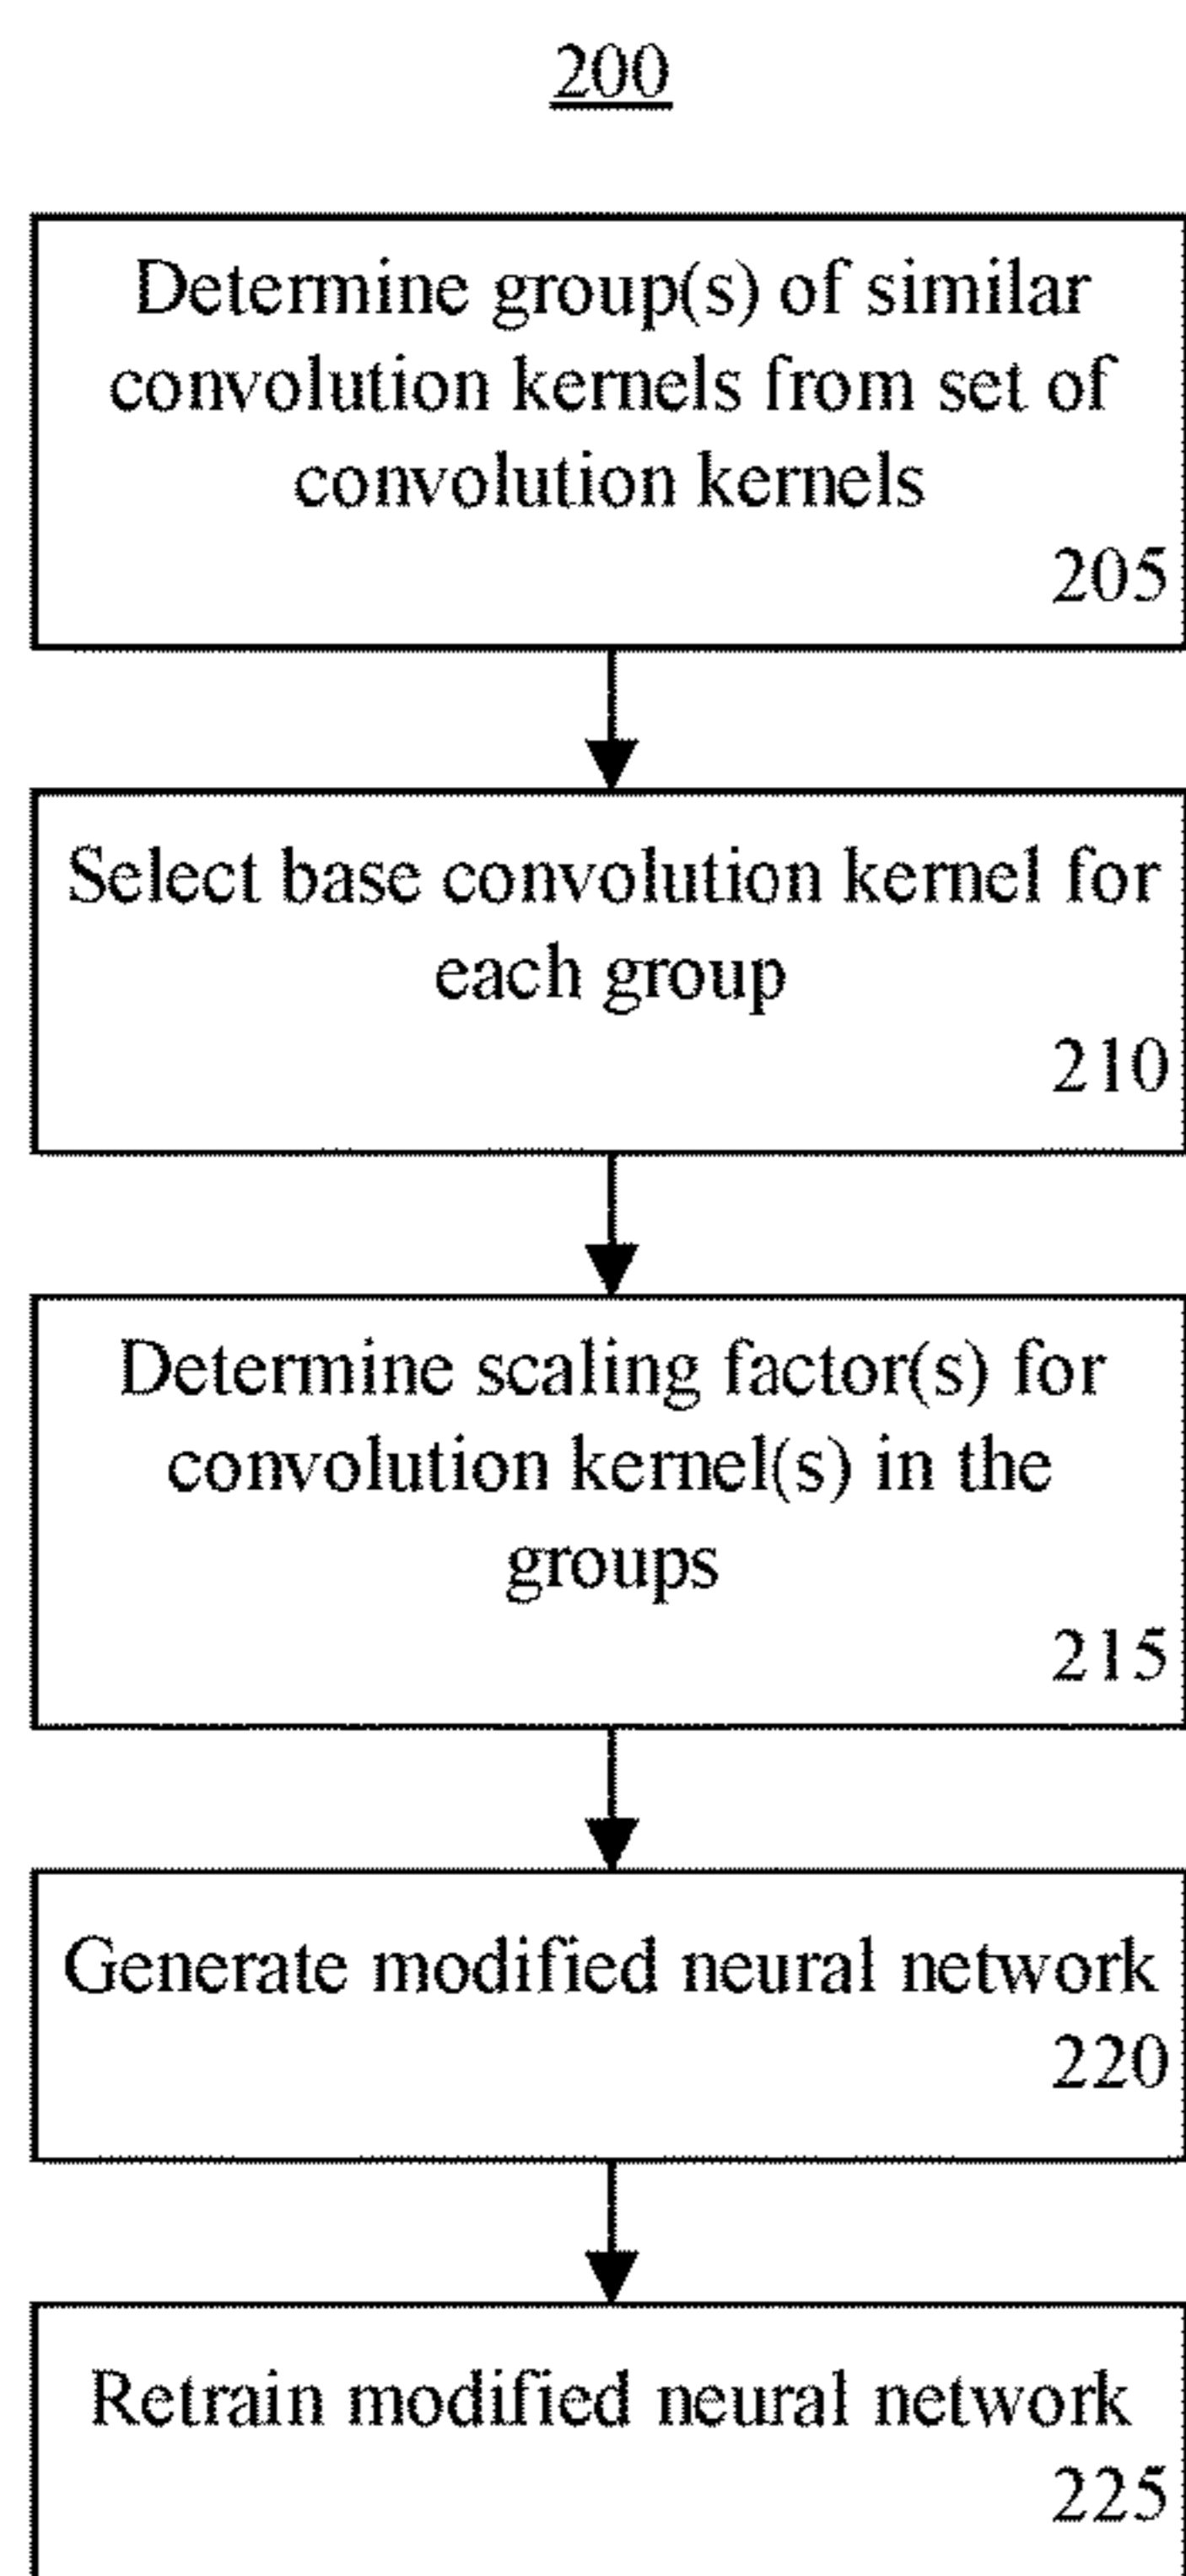 200
Determine group(s) of similar
convolution kernels from set of
convolution kernels
205
Select base convolution kernel for
each group
210
Determine scaling factor(s) for
convolution kernel(s) in the
groups
215
Generate modified neural network
220
Retrain modified neural network
225